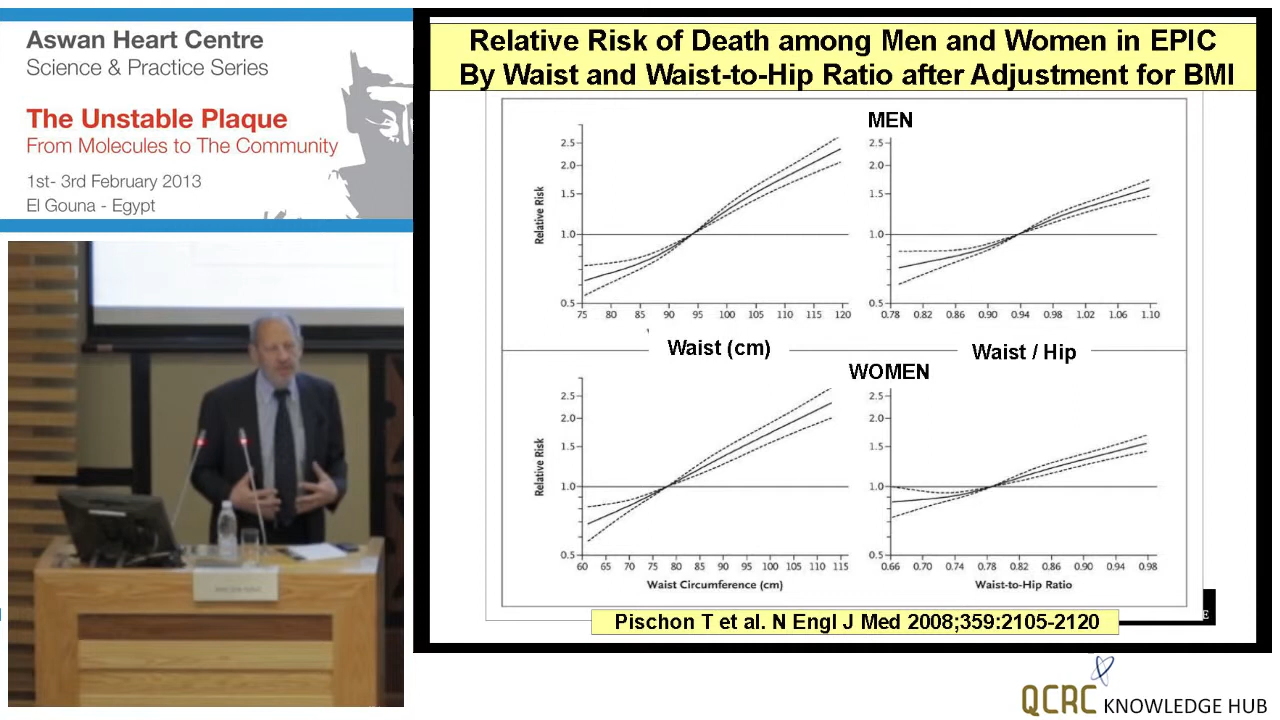 Aswan Heart Centre
Science & Practice Series
The Unstable Plaque
From Molecules to The Community
1st- 3rd February 2013
El Gouna - Egypt
Relative Risk of Death among Men and Women in EPIC
By Waist and Waist-to-Hip Ratio after Adjustment for BMI
MEN
Relative Risk
2.5
2.0
1.5
1.0
0.5
75 80 85 90 95 100 105 110 115 120
2.5
2.0
1.5
1.0
0.5
0.78 0.82 0.86 0.90 0.94 0.98 1.02 1.06 1.10
Waist (cm)
Waist / Hip
WOMEN
Relative Risk
2.5
2.0
1.5
1.0
0.5
60 65 70 75 80 85 90 95 100 105 110 115
Waist Circumference (cm)
2.5
2.0
1.5
1.0
0.5
0.66 0.70 0.74 0.78 0.82 0.86 0.90 0.94 0.98
Waist-to-Hip Ratio
E
Pischon T et al. N Engl J Med 2008;359:2105-2120
QCRC KNOWLEDGE HUB